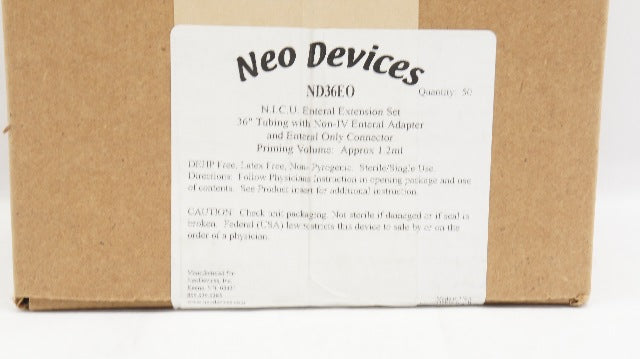 Neo Devices
ND36EO
Quantity: 50
N.I.C.U. Enteral Extension Set
36" Tubing with Non-IV Enteral Adapter
and Enteral Only Connector
Priming Volume: Approx 1.2ml
DEHP Free, Latex Free, Non-Pyrogenic. Sterile/Single Use.
Directions: Follow Physicians Instruction in opening package and use
of contents. See Product insert for additional instruction.
CAUTION: Check unit packaging. Not sterile if damaged or if seal is
broken. Federal (USA) law restricts this device to sale by or on the
order of a physician.
Manufactured for
NeoDevices, Inc.